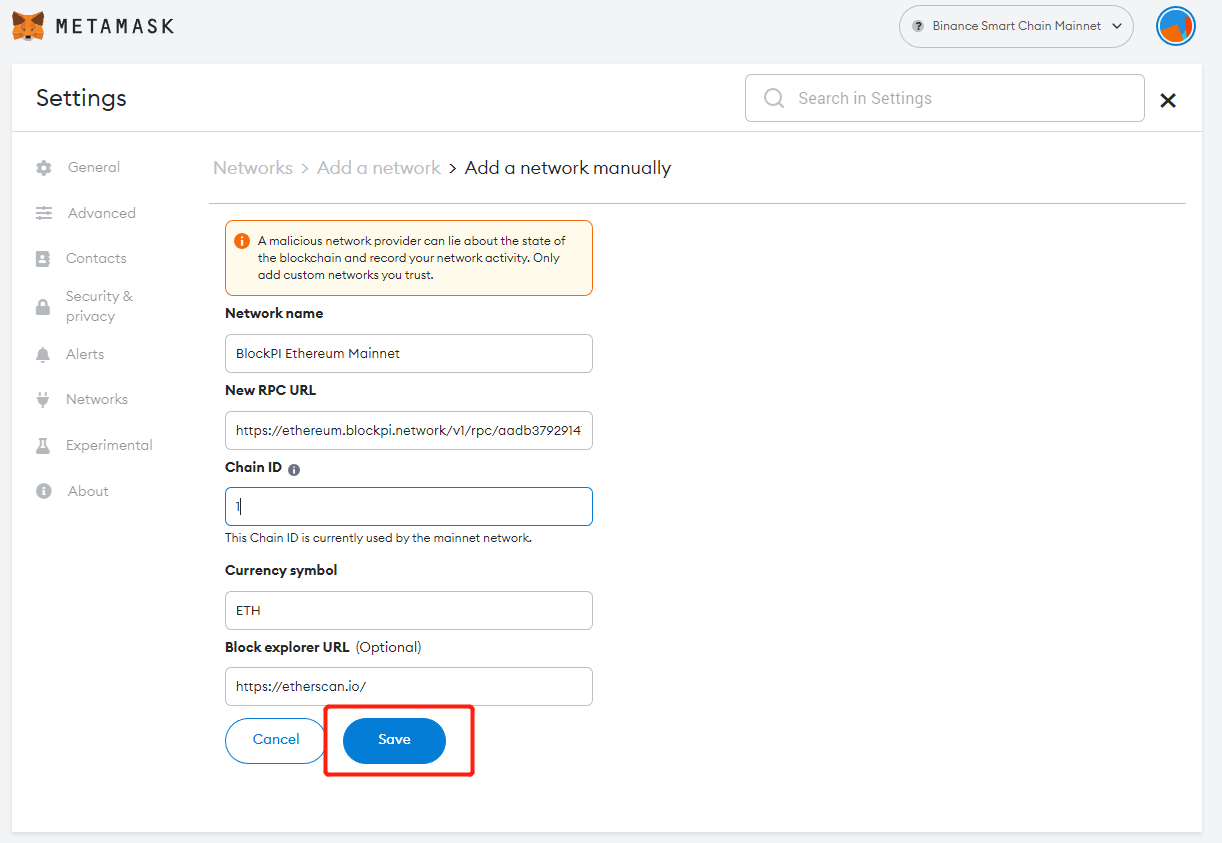 METAMASK
Binance Smart Chain Mainnet
Settings
Search in Settings
General
Advanced
Contacts
Security &
privacy
Alerts
Networks
Experimental
About
Networks > Add a network > Add a network manually
A malicious network provider can lie about the state of
the blockchain and record your network activity. Only
add custom networks you trust.
Network name
BlockPI Ethereum Mainnet
New RPC URL
https://ethereum.blockpi.network/v1/rpc/aadb3792914
Chain ID
1
This Chain ID is currently used by the mainnet network.
Currency symbol
ETH
Block explorer URL (Optional)
https://etherscan.io/
Cancel
Save